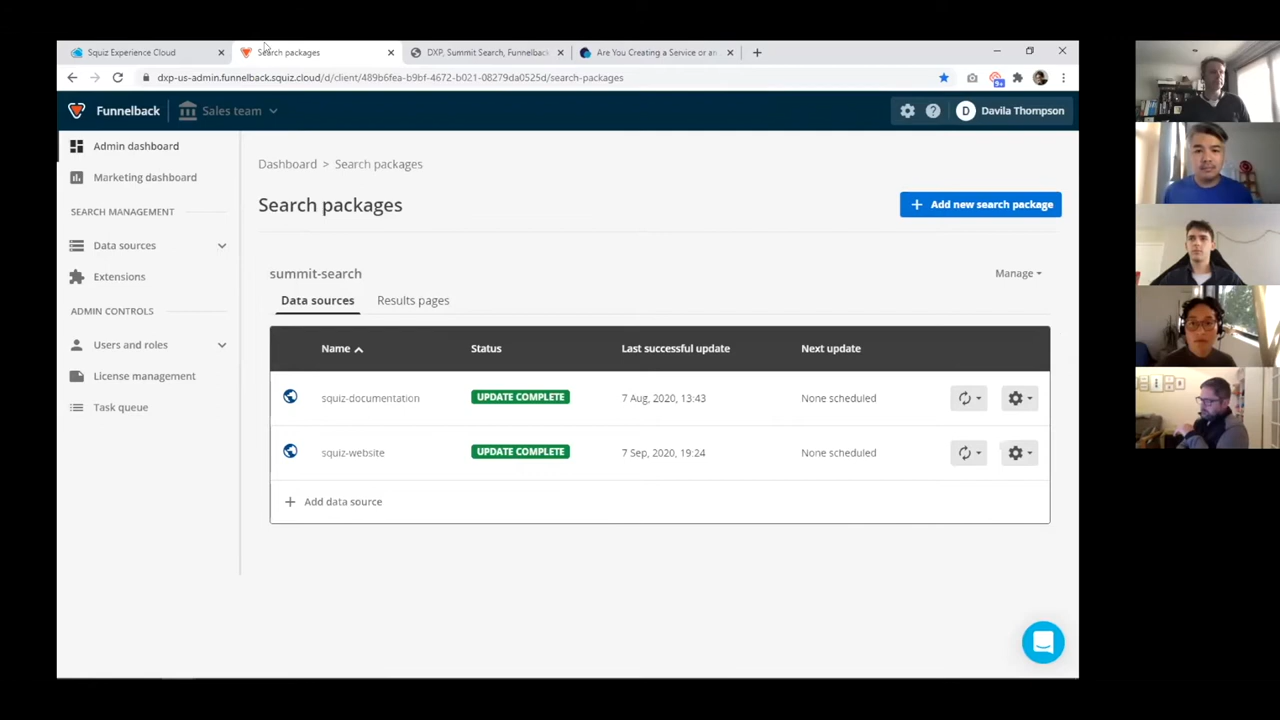 Squiz Experience Cloud
Search packages
DXP, Summit Search, Funnelback
Are You Creating a Service or an
dxp-us-admin.funnelback.squiz.cloud/d/client/489b6fea-b9bf-4672-b021-08279da0525d/search-packages
9+
Funnelback
Sales team
D
Davila Thompson
Admin dashboard
Marketing dashboard
SEARCH MANAGEMENT
Data sources
Extensions
ADMIN CONTROLS
Users and roles
License management
Task queue
Dashboard > Search packages
Search packages
+ Add new search package
summit-search
Manage
Data sources
Results pages
Name
Status
Last successful update
Next update
squiz-documentation
UPDATE COMPLETE
7 Aug, 2020, 13:43
None scheduled
squiz-website
UPDATE COMPLETE
7 Sep, 2020, 19:24
None scheduled
+ Add data source